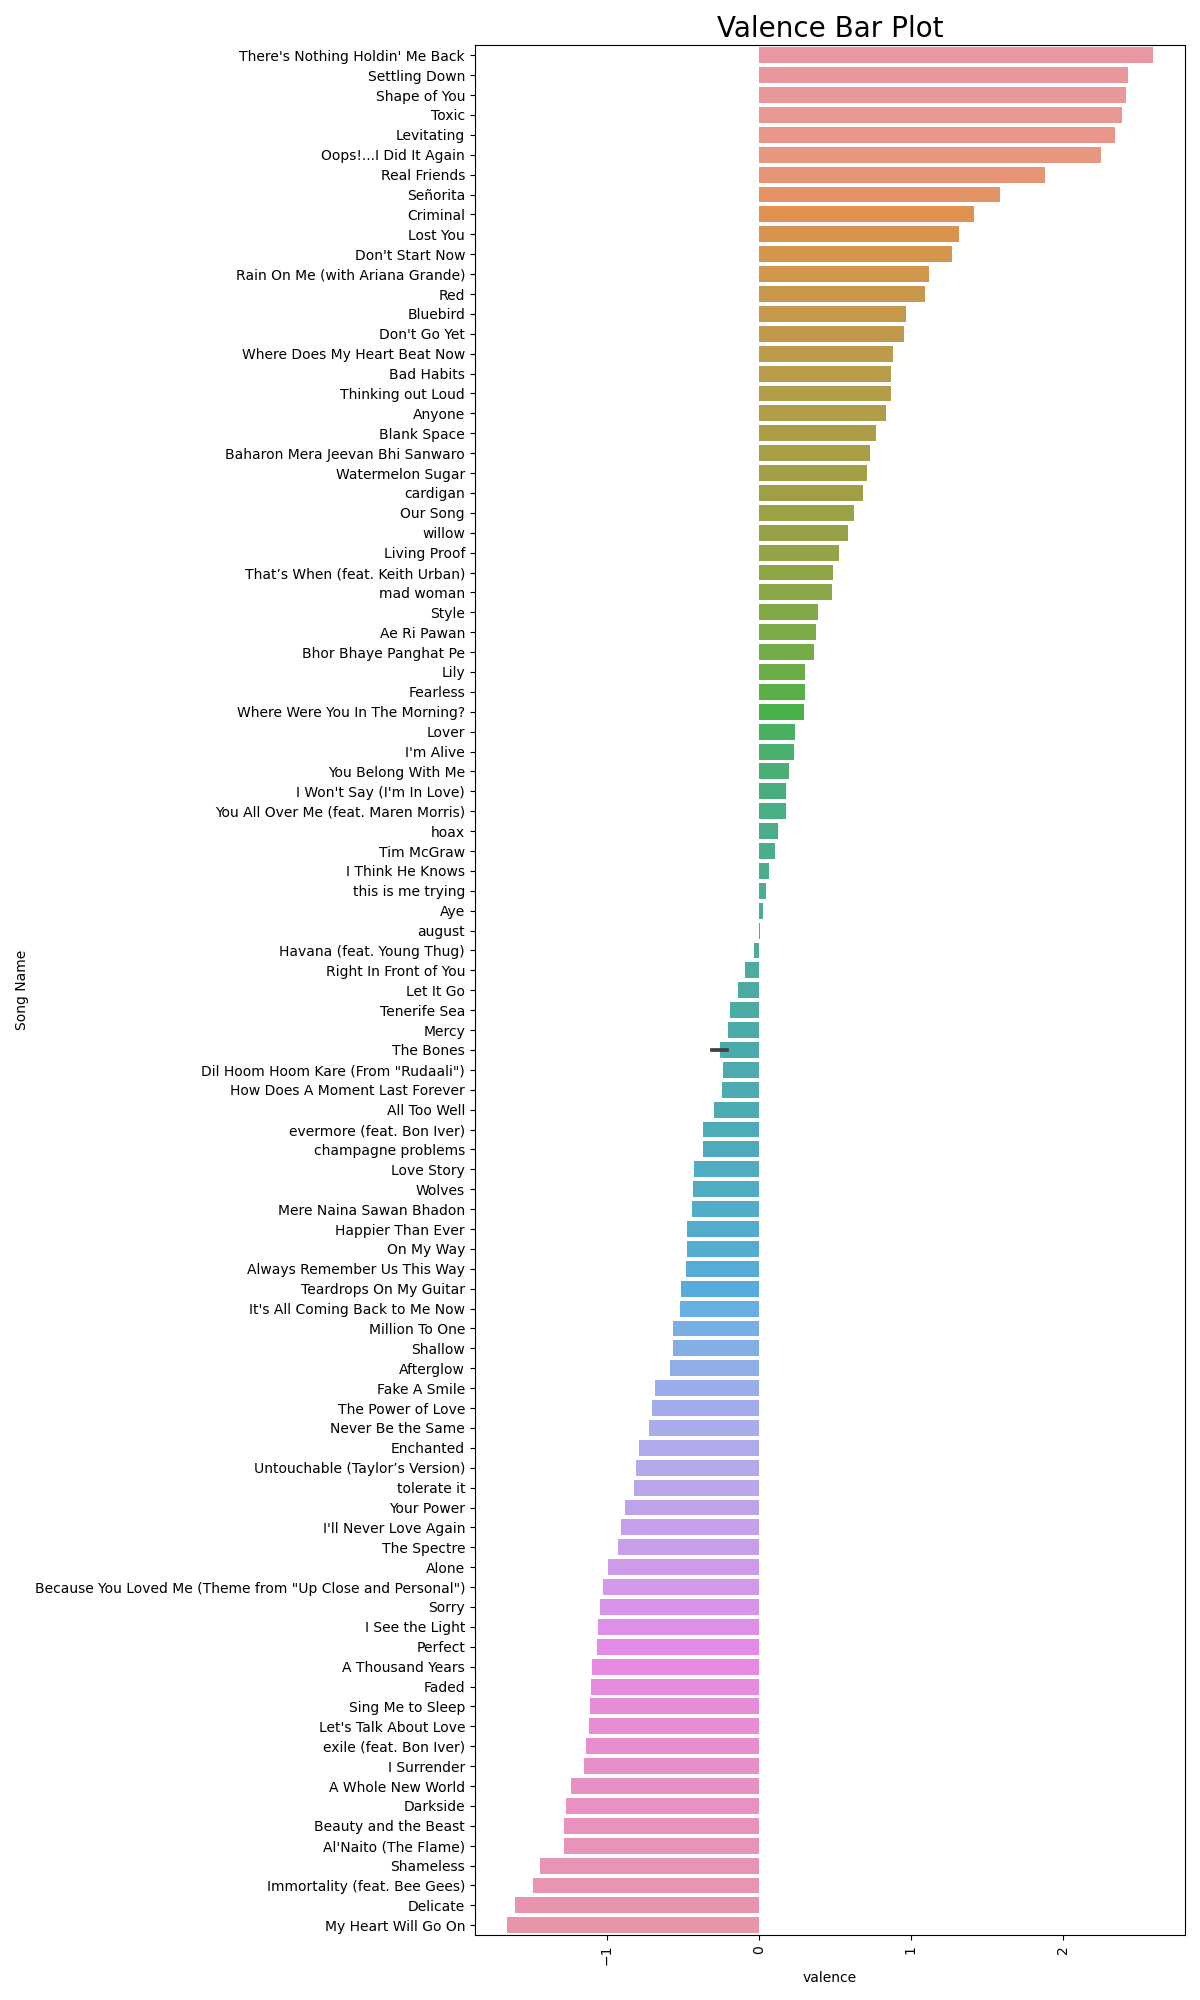 Valence Bar Plot
There's Nothing Holdin' Me Back
Settling Down
Shape of You
Toxic
Levitating
Oops!...I Did It Again
Real Friends
Señorita
Criminal
Lost You
Don't Start Now
Rain On Me (with Ariana Grande)
Red
Bluebird
Don't Go Yet
Where Does My Heart Beat Now
Bad Habits
Thinking out Loud
Anyone
Blank Space
Baharon Mera Jeevan Bhi Sanwaro
Watermelon Sugar
cardigan
Our Song
willow
Living Proof
That’s When (feat. Keith Urban)
mad woman
Style
Ae Ri Pawan
Bhor Bhaye Panghat Pe
Lily
Fearless
Where Were You In The Morning?
Lover
I'm Alive
You Belong With Me
I Won't Say (I'm In Love)
You All Over Me (feat. Maren Morris)
hoax
Tim McGraw
I Think He Knows
this is me trying
Aye
august
Havana (feat. Young Thug)
Right In Front of You
Let It Go
Tenerife Sea
Mercy
The Bones
Dil Hoom Hoom Kare (From "Rudaali")
How Does A Moment Last Forever
All Too Well
evermore (feat. Bon Iver)
champagne problems
Love Story
Wolves
Mere Naina Sawan Bhadon
Happier Than Ever
On My Way
Always Remember Us This Way
Teardrops On My Guitar
It's All Coming Back to Me Now
Million To One
Shallow
Afterglow
Fake A Smile
The Power of Love
Never Be the Same
Enchanted
Untouchable (Taylor’s Version)
tolerate it
Your Power
I'll Never Love Again
The Spectre
Alone
Because You Loved Me (Theme from "Up Close and Personal")
Sorry
I See the Light
Perfect
A Thousand Years
Faded
Sing Me to Sleep
Let's Talk About Love
exile (feat. Bon Iver)
I Surrender
A Whole New World
Darkside
Beauty and the Beast
Al'Naito (The Flame)
Shameless
Immortality (feat. Bee Gees)
Delicate
My Heart Will Go On
Song Name
−1 0 1 2
valence